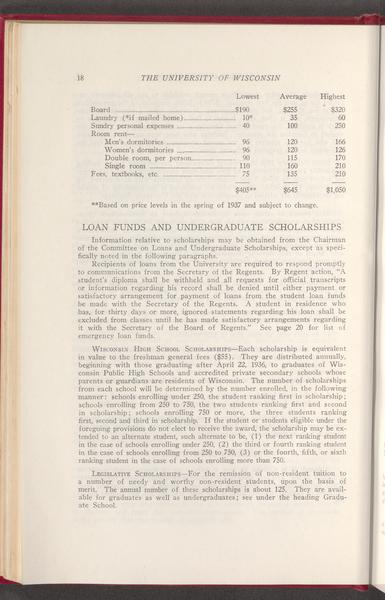 18 THE UNIVERSITY OF WISCONSIN
Lowest Average Highest
Board $190 $255 $320
Laundry (*if mailed home) 10* 35 60
Sundry personal expenses 40 100 250
Room rent—
Men's dormitories 96 120 166
Women's dormitories 96 120 126
Double room, per person 90 115 170
Single room 110 160 210
Fees, textbooks, etc. 75 135 210
$405** $645 $1,050
**Based on price levels in the spring of 1937 and subject to change.
LOAN FUNDS AND UNDERGRADUATE SCHOLARSHIPS
Information relative to scholarships may be obtained from the Chairman
of the Committee on Loans and Undergraduate Scholarships, except as speci-
fically noted in the following paragraphs.
Recipients of loans from the University are required to respond promptly
to communications from the Secretary of the Regents. By Regent action, "A
student's diploma shall be withheld and all requests for official transcripts
or information regarding his record shall be denied until either payment or
satisfactory arrangement for payment of loans from the student loan funds
be made with the Secretary of the Regents. A student in residence who
has, for thirty days or more, ignored statements regarding his loan shall be
excluded from classes until he has made satisfactory arrangements regarding
it with the Secretary of the Board of Regents." See page 20 for list of
emergency loan funds.
WISCONSIN HIGH SCHOOL SCHOLARSHIPS—Each scholarship is equivalent
in value to the freshman general fees ($55). They are distributed annually,
beginning with those graduating after April 22, 1936, to graduates of Wis-
consin Public High Schools and accredited private secondary schools whose
parents or guardians are residents of Wisconsin. The number of scholarships
from each school will be determined by the number enrolled, in the following
manner: schools enrolling under 250, the student ranking first in scholarship;
schools enrolling from 250 to 750, the two students ranking first and second
in scholarship; schools enrolling 750 or more, the three students ranking
first, second and third in scholarship. If the student or students eligible under the
foregoing provisions do not elect to receive the award, the scholarship may be ex-
tended to an alternate student, such alternate to be, (1) the next ranking student
in the case of schools enrolling under 250, (2) the third or fourth ranking student
in the case of schools enrolling from 250 to 750, (3) or the fourth, fifth, or sixth
ranking student in the case of schools enrolling more than 750.
LEGISLATIVE SCHOLARSHIPS—For the remission of non-resident tuition to
a number of needy and worthy non-resident students, upon the basis of
merit. The annual number of these scholarships is about 125. They are avail-
able for graduates as well as undergraduates; see under the heading Gradu-
ate School.